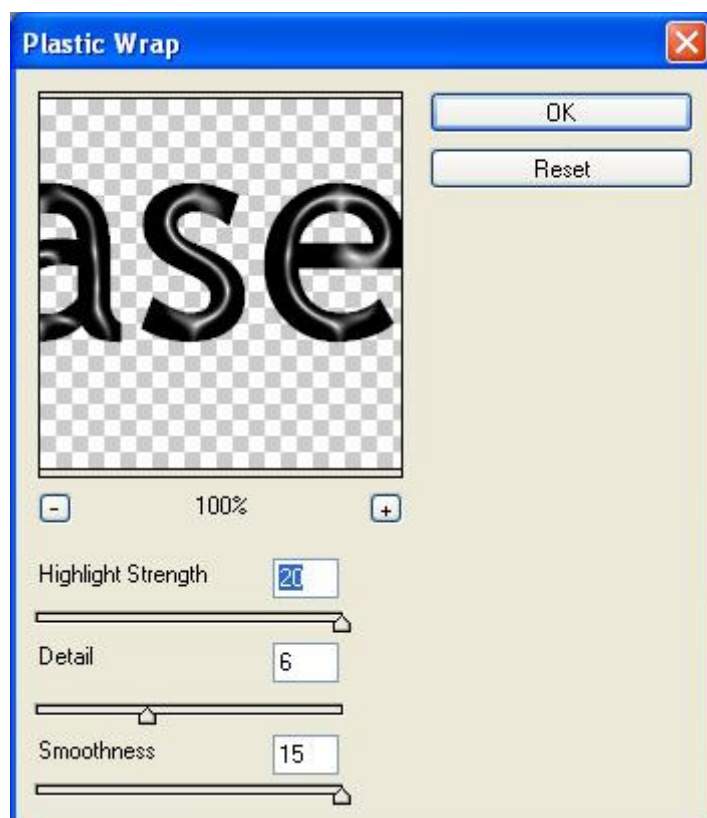 Plastic Wrap
OK
Reset
ase
-
100%
+
Highlight Strength 20
Detail 6
Smoothness 15